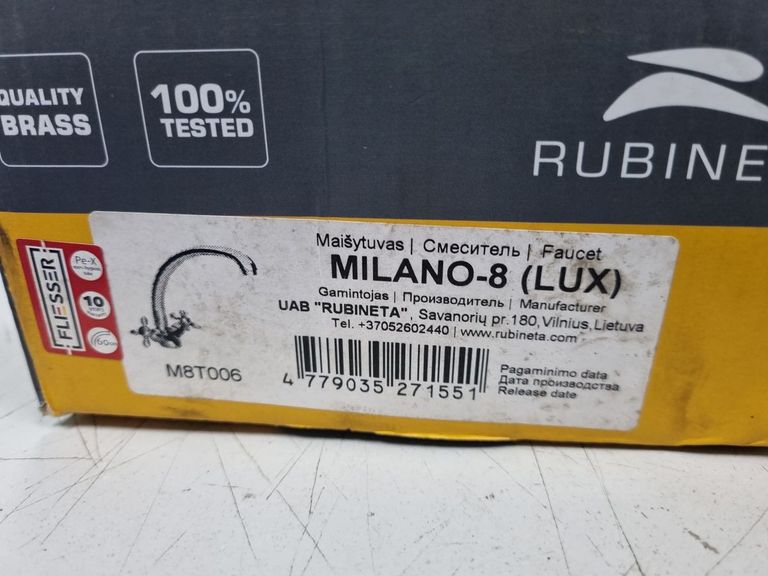 QUALITY
BRASS
100%
TESTED
RUBINE
FLIESSER
Pe-X
10
60
Maišytuvas | Смеситель | Faucet
MILANO-8 (LUX)
Gamintojas | Производитель | Manufacturer
UAB "RUBINETA", Savanorių pr.180,Vilnius,Lietuva
Tel. +37052602440 | www.rubineta.com
M8T006
4 779035 271551
Pagaminimo data
Дата производства
Release date